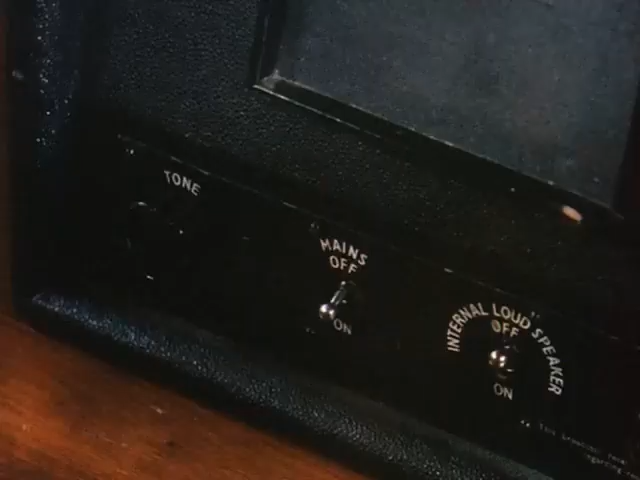 TONE
MAINS
OFF
ON
INTERNAL LOUD SPEAKER
OFF
ON